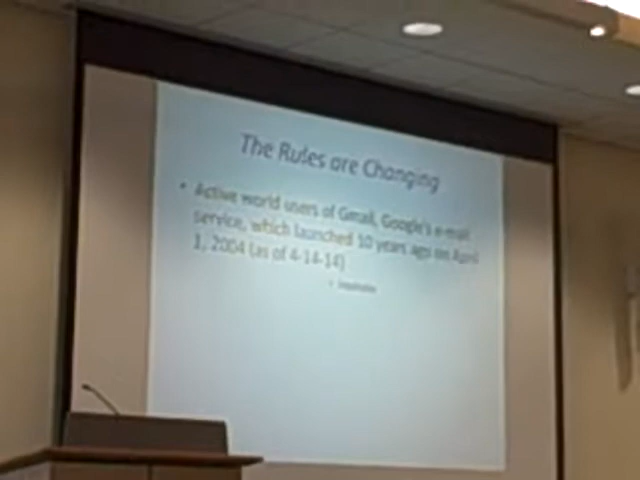 The Rules are Changing
• Active world users of Gmail, Google's e-mail
service, which launched 10 years ago on April
1, 2004 (as of 4-14-14)